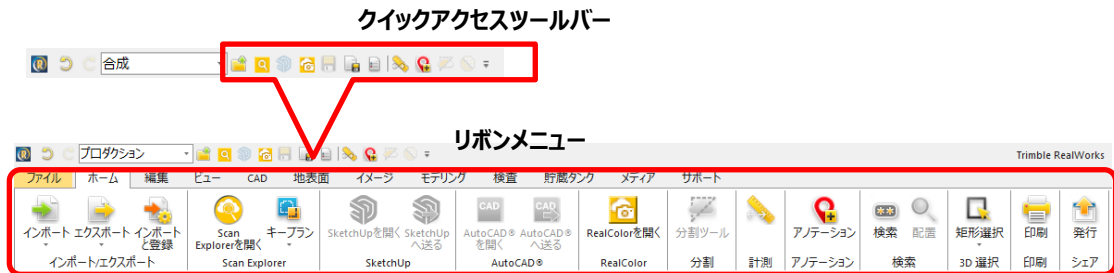 クイックアクセスツールバー
合成
リボンメニュー
プロダクション
Trimble RealWorks
ファイル ホーム 編集 ビュー CAD 地表面 イメージ モデリング 検査 貯蔵タンク メディア サポート
インポート エクスポート インポートと登録 Scan Explorerを開く キープラン SketchUpを開く SketchUpへ送る AutoCAD®を開く AutoCAD®へ送る RealColorを開く 分割ツール アノテーション 検索 配置 矩形選択 印刷 発行
インポート/エクスポート Scan Explorer SketchUp AutoCAD® RealColor 分割 計測 アノテーション 検索 3D 選択 印刷 シェア